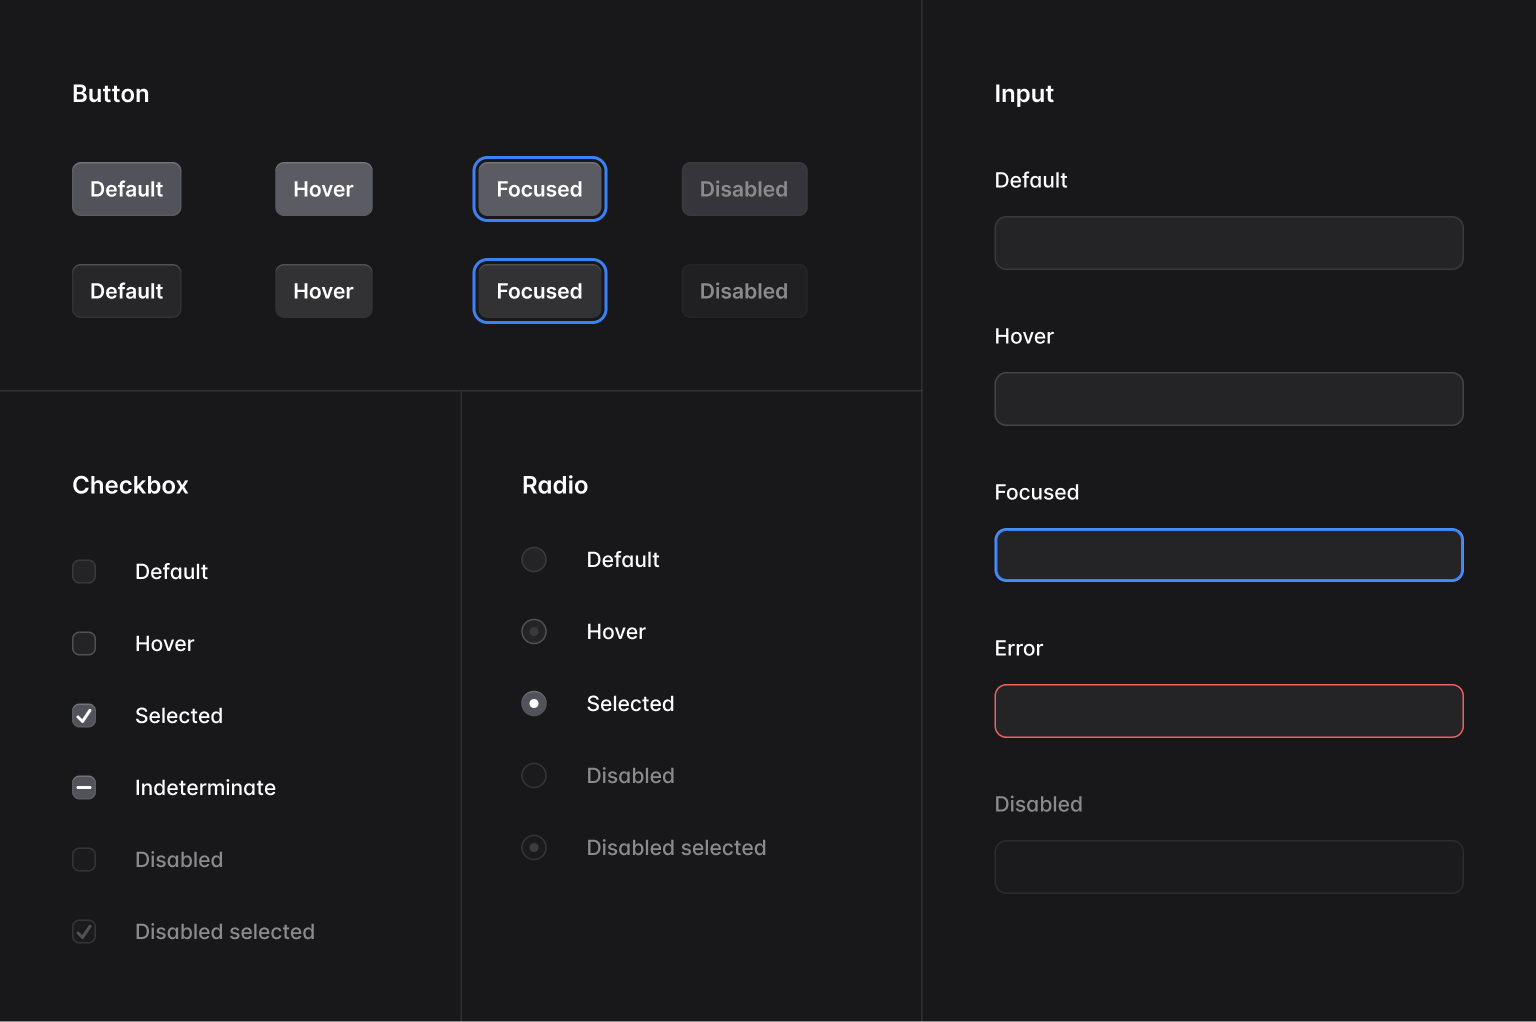 Button
Default
Hover
Focused
Disabled
Default
Hover
Focused
Disabled
Checkbox
Default
Hover
Selected
Indeterminate
Disabled
Disabled selected
Radio
Default
Hover
Selected
Disabled
Disabled selected
Input
Default
Hover
Focused
Error
Disabled